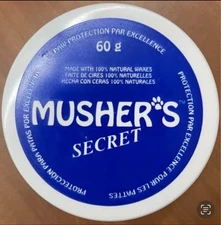 PAW PROTECTION PAR EXCELLENCE
60 g
MADE WITH 100% NATURAL WAXES
FAITE DE CIRES 100% NATURELLES
HECHA CON CERAS 100% NATURALES
MUSHER'S
SECRET
PROTECTION PAR EXCELLENCE POUR LES PATTES
PROTECCIÓN PARA PATAS POR EXCELENCIA